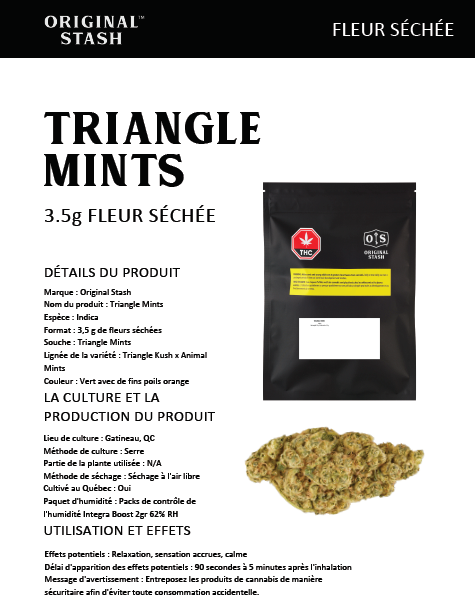 ORIGINAL™
STASH
FLEUR SÉCHÉE
TRIANGLE
MINTS
3.5g FLEUR SÉCHÉE
DÉTAILS DU PRODUIT
Marque : Original Stash
Nom du produit : Triangle Mints
Espèce : Indica
Format : 3,5 g de fleurs séchées
Souche : Triangle Mints
Lignée de la variété : Triangle Kush x Animal
Mints
Couleur : Vert avec de fins poils orange
LA CULTURE ET LA
PRODUCTION DU PRODUIT
Lieu de culture : Gatineau, QC
Méthode de culture : Serre
Partie de la plante utilisée : N/A
Méthode de séchage : Séchage à l'air libre
Cultivé au Québec : Oui
Paquet d'humidité : Packs de contrôle de
l'humidité Integra Boost 2gr 62% RH
UTILISATION ET EFFETS
Effets potentiels : Relaxation, sensation accrues, calme
Délai d'apparition des effets potentiels : 90 secondes à 5 minutes après l'inhalation
Message d'avertissement : Entreposez les produits de cannabis de manière
sécuritaire afin d'éviter toute consommation accidentelle.
THC
OS
ORIGINAL
STASH